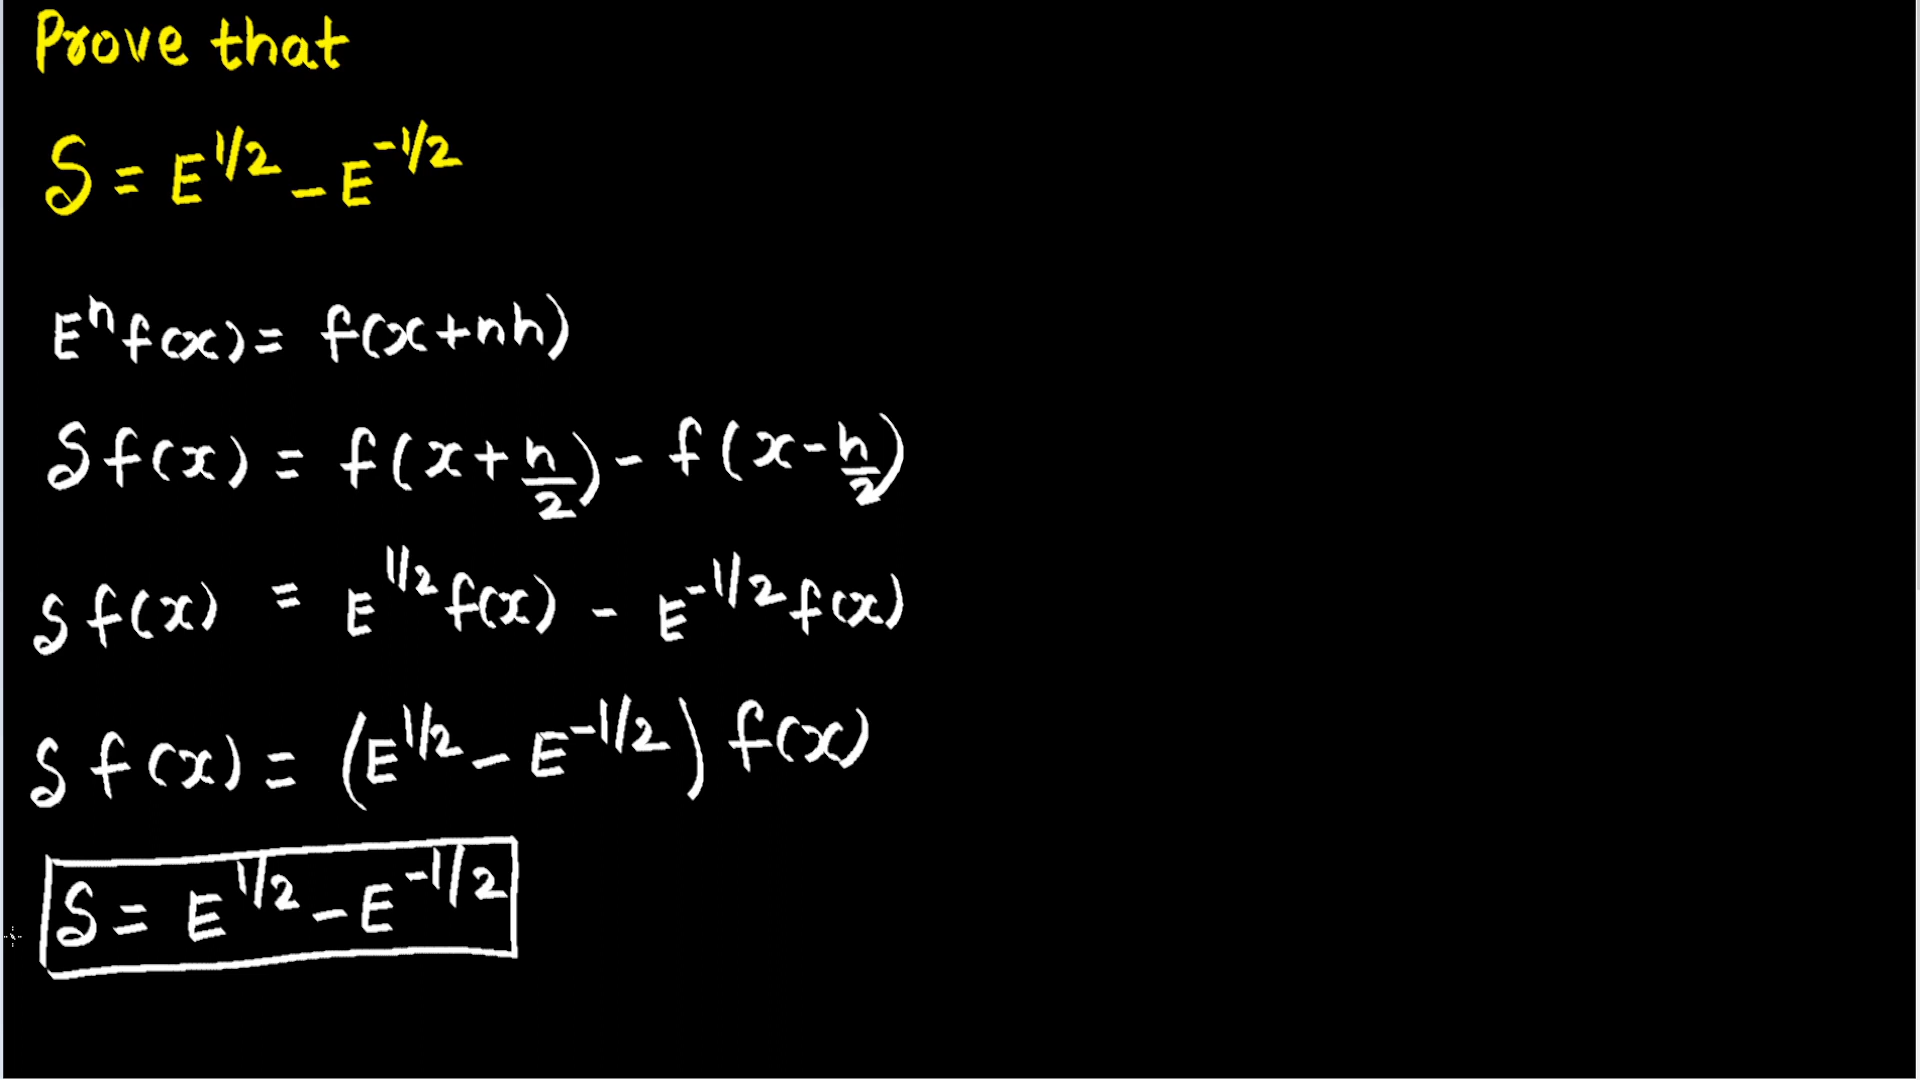 Prove that
δ = E^1/2 - E^-1/2
E^n f(x) = f(x+nh)
δf(x) = f(x+h/2) - f(x-h/2)
δf(x) = E^1/2 f(x) - E^-1/2 f(x)
δf(x) = (E^1/2 - E^-1/2) f(x)
δ = E^1/2 - E^-1/2